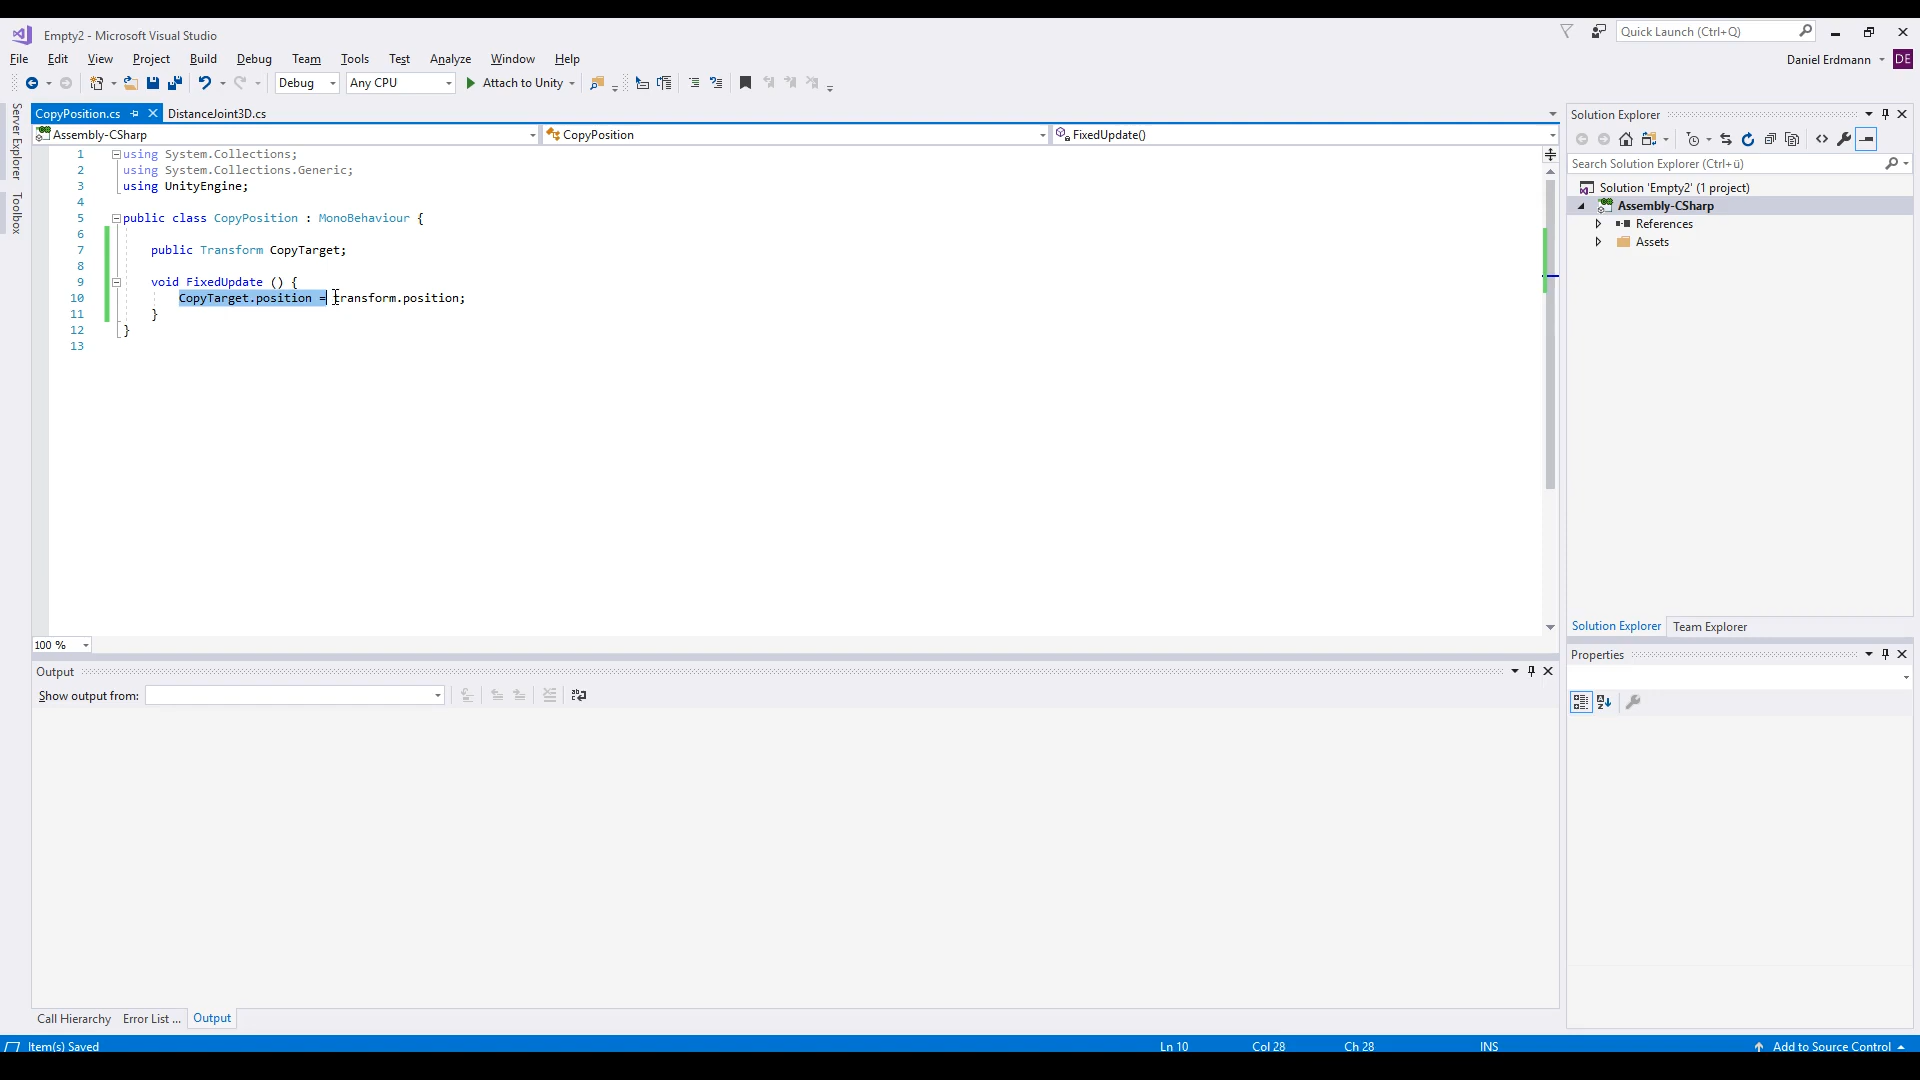 Empty2 - Microsoft Visual Studio
Quick Launch (Ctrl+Q)
File Edit View Project Build Debug Team Tools Test Analyze Window Help
Daniel Erdmann DE
Debug Any CPU Attach to Unity
Server Explorer
Toolbox
CopyPosition.cs DistanceJoint3D.cs
Assembly-CSharp CopyPosition FixedUpdate()
1 using System.Collections;
2 using System.Collections.Generic;
3 using UnityEngine;
4
5 public class CopyPosition : MonoBehaviour {
6
7 public Transform CopyTarget;
8
9 void FixedUpdate () {
10 CopyTarget.position = transform.position;
11 }
12 }
13
100 %
Solution Explorer
Search Solution Explorer (Ctrl+ü)
Solution 'Empty2' (1 project)
Assembly-CSharp
References
Assets
Solution Explorer Team Explorer
Properties
Output
Show output from:
Call Hierarchy Error List ... Output
Item(s) Saved Ln 10 Col 28 Ch 28 INS Add to Source Control